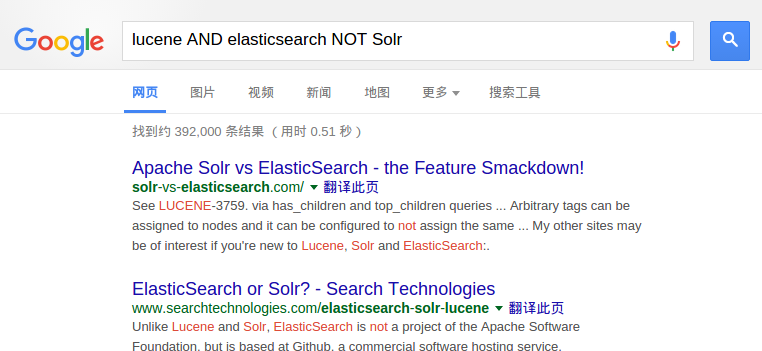 Google
lucene AND elasticsearch NOT Solr
网页 图片 视频 新闻 地图 更多 搜索工具
找到约 392,000 条结果 （用时 0.51 秒）
Apache Solr vs ElasticSearch - the Feature Smackdown!
solr-vs-elasticsearch.com/ 翻译此页
See LUCENE-3759. via has_children and top_children queries ... Arbitrary tags can be
assigned to nodes and it can be configured to not assign the same ... My other sites may
be of interest if you're new to Lucene, Solr and ElasticSearch:.
ElasticSearch or Solr? - Search Technologies
www.searchtechnologies.com/elasticsearch-solr-lucene 翻译此页
Unlike Lucene and Solr, ElasticSearch is not a project of the Apache Software
Foundation, but is based at Github, a commercial software hosting service.